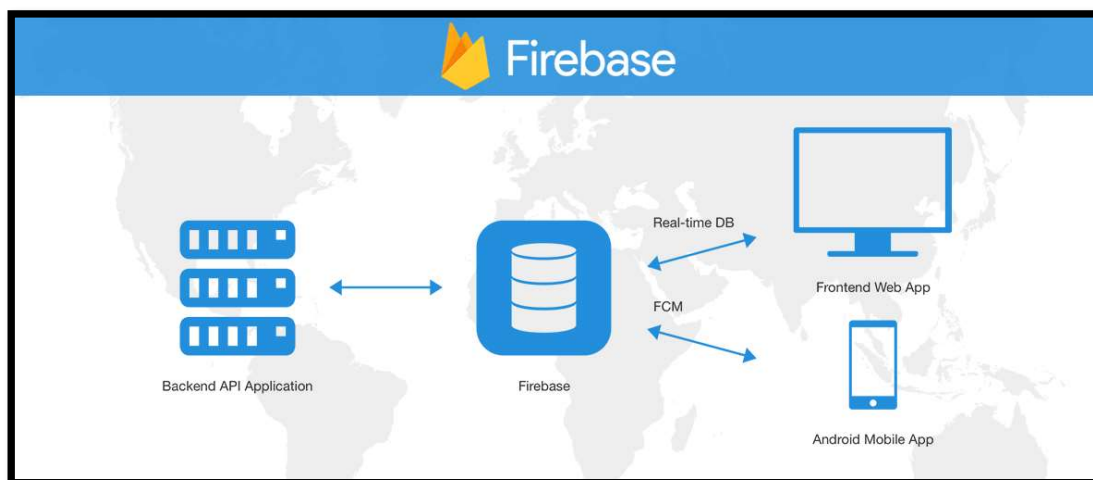 Firebase
Real-time DB
Frontend Web App
FCM
Backend API Application
Firebase
Android Mobile App